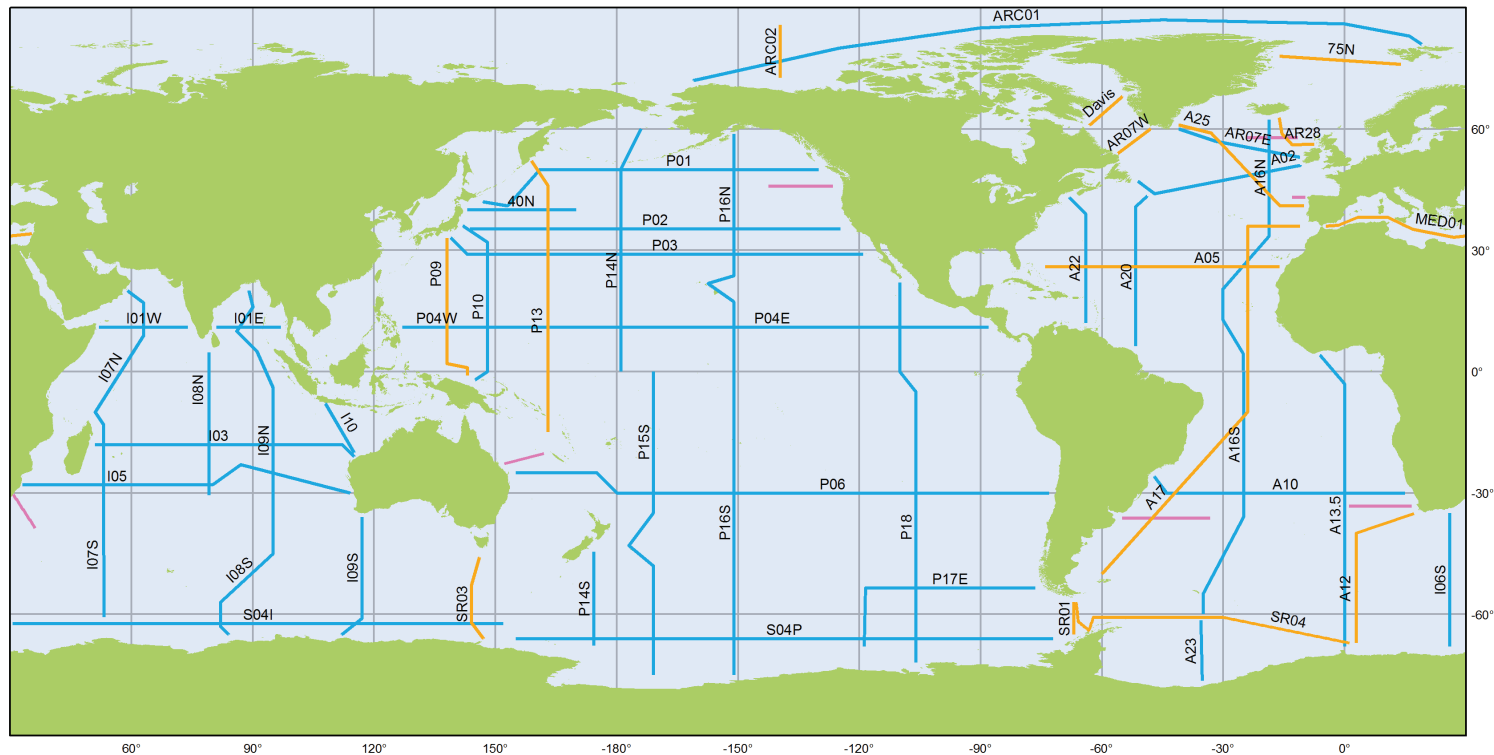 ARC01
ARC02
75N
Davis
AR07W
A25
AR07E
AR28
60°
A02
P01
A16N
40N
P16N
P02
MED01
P03
30°
P09
P14N
A22
A20
A05
P10
I01W
I01E
P04W
P13
P04E
I07N
0°
I08N
I10
I03
I09N
P15S
A16S
I05
P06
A17
A10
-30°
P16S
P18
A13.5
I07S
I08S
I09S
P17E
SR03
P14S
A12
I06S
S04I
SR01
SR04
-60°
S04P
A23
60° 90° 120° 150° -180° -150° -120° -90° -60° -30° 0°